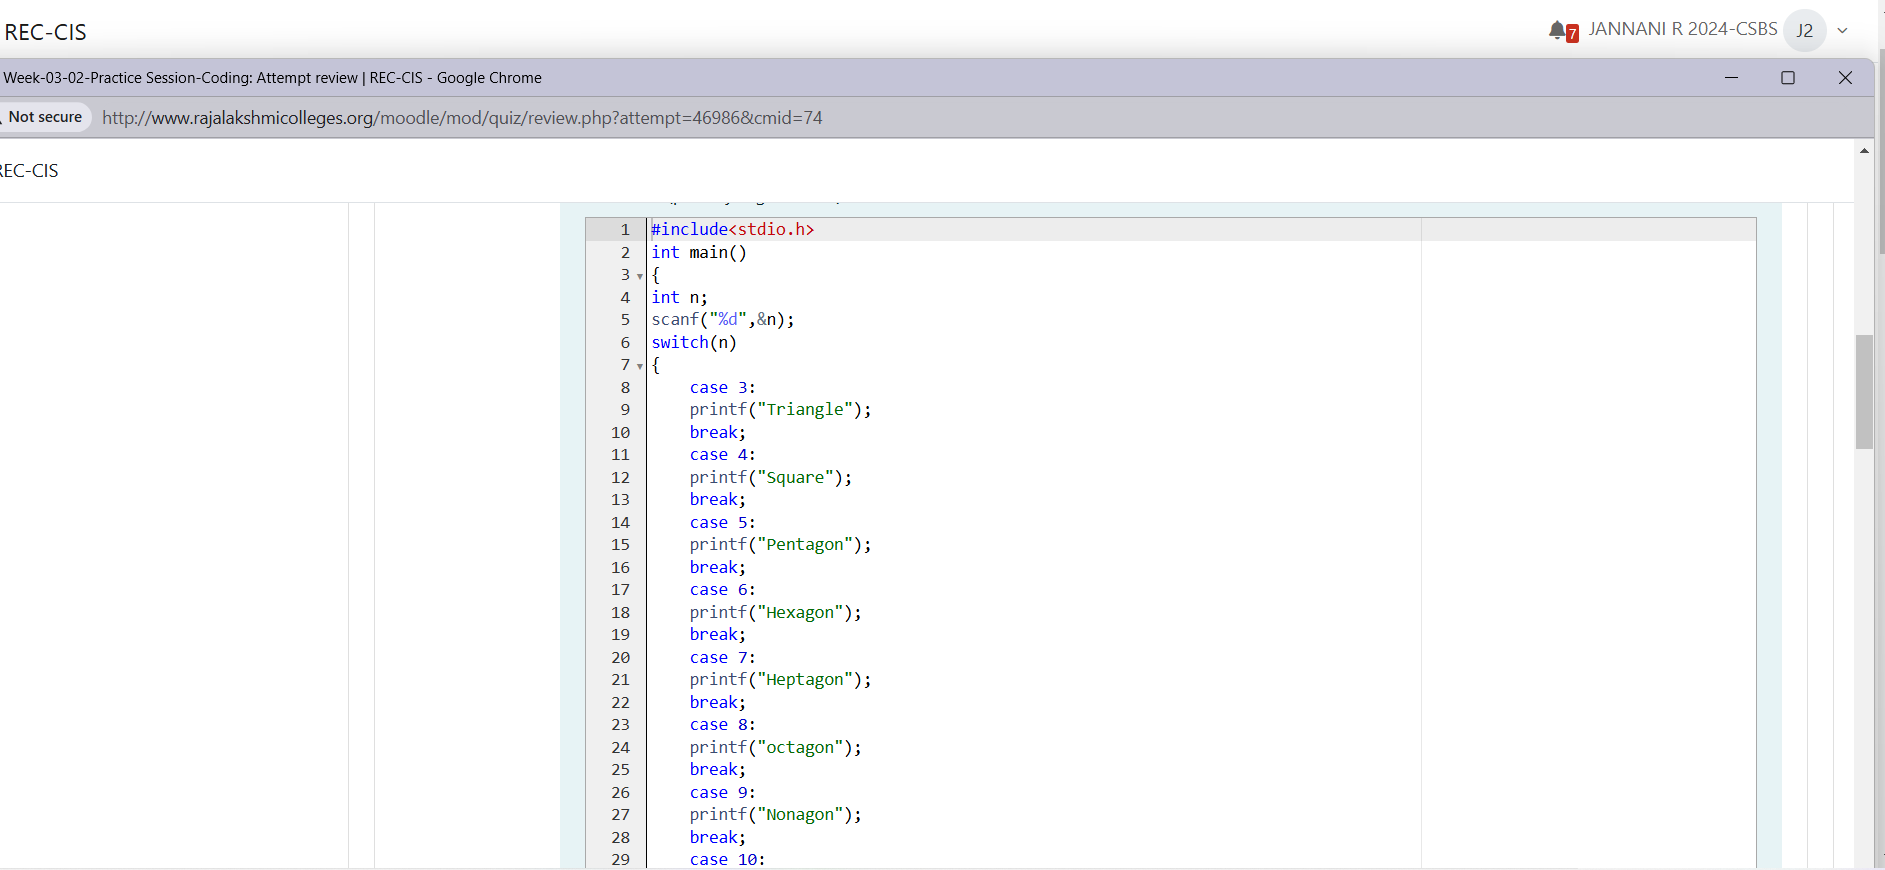 REC-CIS
7 JANNANI R 2024-CSBS J2
Week-03-02-Practice Session-Coding: Attempt review | REC-CIS - Google Chrome
Not secure http://www.rajalakshmicolleges.org/moodle/mod/quiz/review.php?attempt=46986&cmid=74
REC-CIS
1 #include<stdio.h>
2 int main()
3 {
4 int n;
5 scanf("%d",&n);
6 switch(n)
7 {
8 case 3:
9 printf("Triangle");
10 break;
11 case 4:
12 printf("Square");
13 break;
14 case 5:
15 printf("Pentagon");
16 break;
17 case 6:
18 printf("Hexagon");
19 break;
20 case 7:
21 printf("Heptagon");
22 break;
23 case 8:
24 printf("octagon");
25 break;
26 case 9:
27 printf("Nonagon");
28 break;
29 case 10: